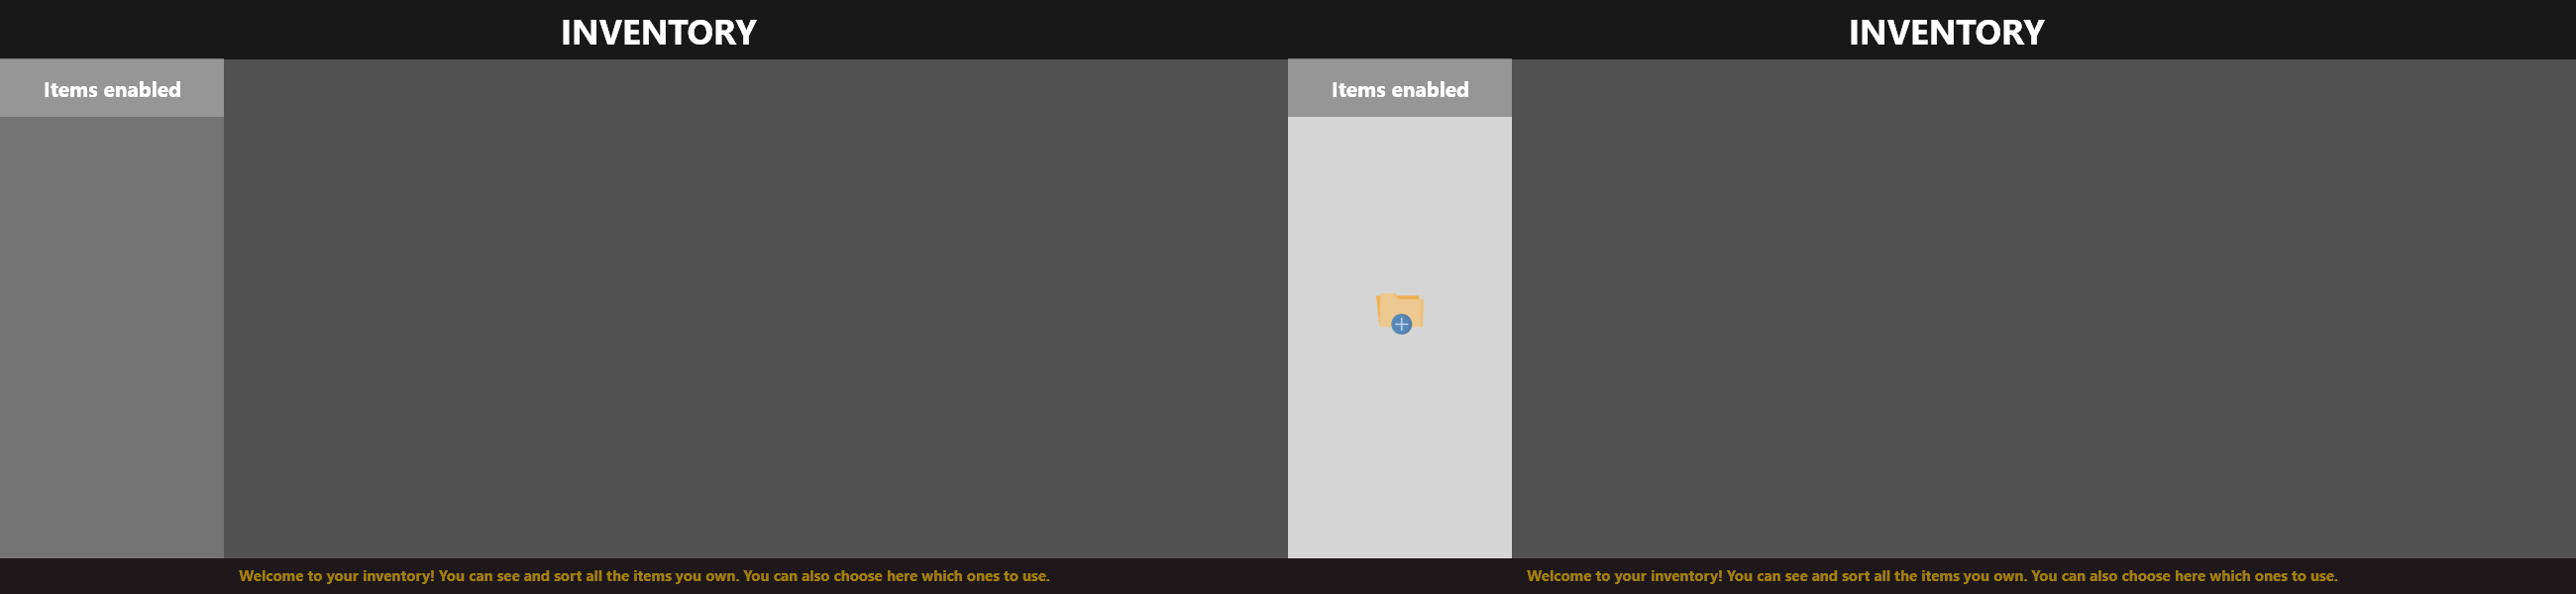 INVENTORY
Items enabled
Welcome to your inventory! You can see and sort all the items you own. You can also choose here which ones to use.
INVENTORY
Items enabled
Welcome to your inventory! You can see and sort all the items you own. You can also choose here which ones to use.